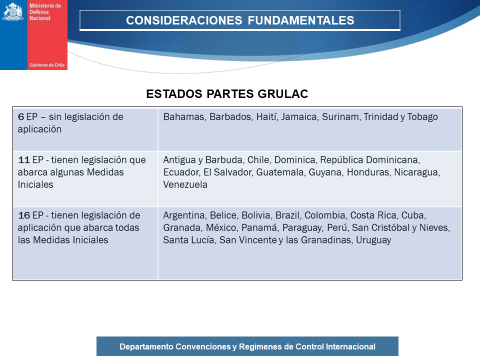 Ministerio de
Defensa
Nacional
Gobierno de Chile
CONSIDERACIONES FUNDAMENTALES
ESTADOS PARTES GRULAC
6 EP – sin legislación de
aplicación
Bahamas, Barbados, Haití, Jamaica, Surinam, Trinidad y Tobago
11 EP - tienen legislación que
abarca algunas Medidas
Iniciales
Antigua y Barbuda, Chile, Dominica, República Dominicana,
Ecuador, El Salvador, Guatemala, Guyana, Honduras, Nicaragua,
Venezuela
16 EP - tienen legislación de
aplicación que abarca todas
las Medidas Iniciales
Argentina, Belice, Bolivia, Brazil, Colombia, Costa Rica, Cuba,
Granada, México, Panamá, Paraguay, Perú, San Cristóbal y Nieves,
Santa Lucía, San Vincente y las Granadinas, Uruguay
Departamento Convenciones y Regimenes de Control Internacional